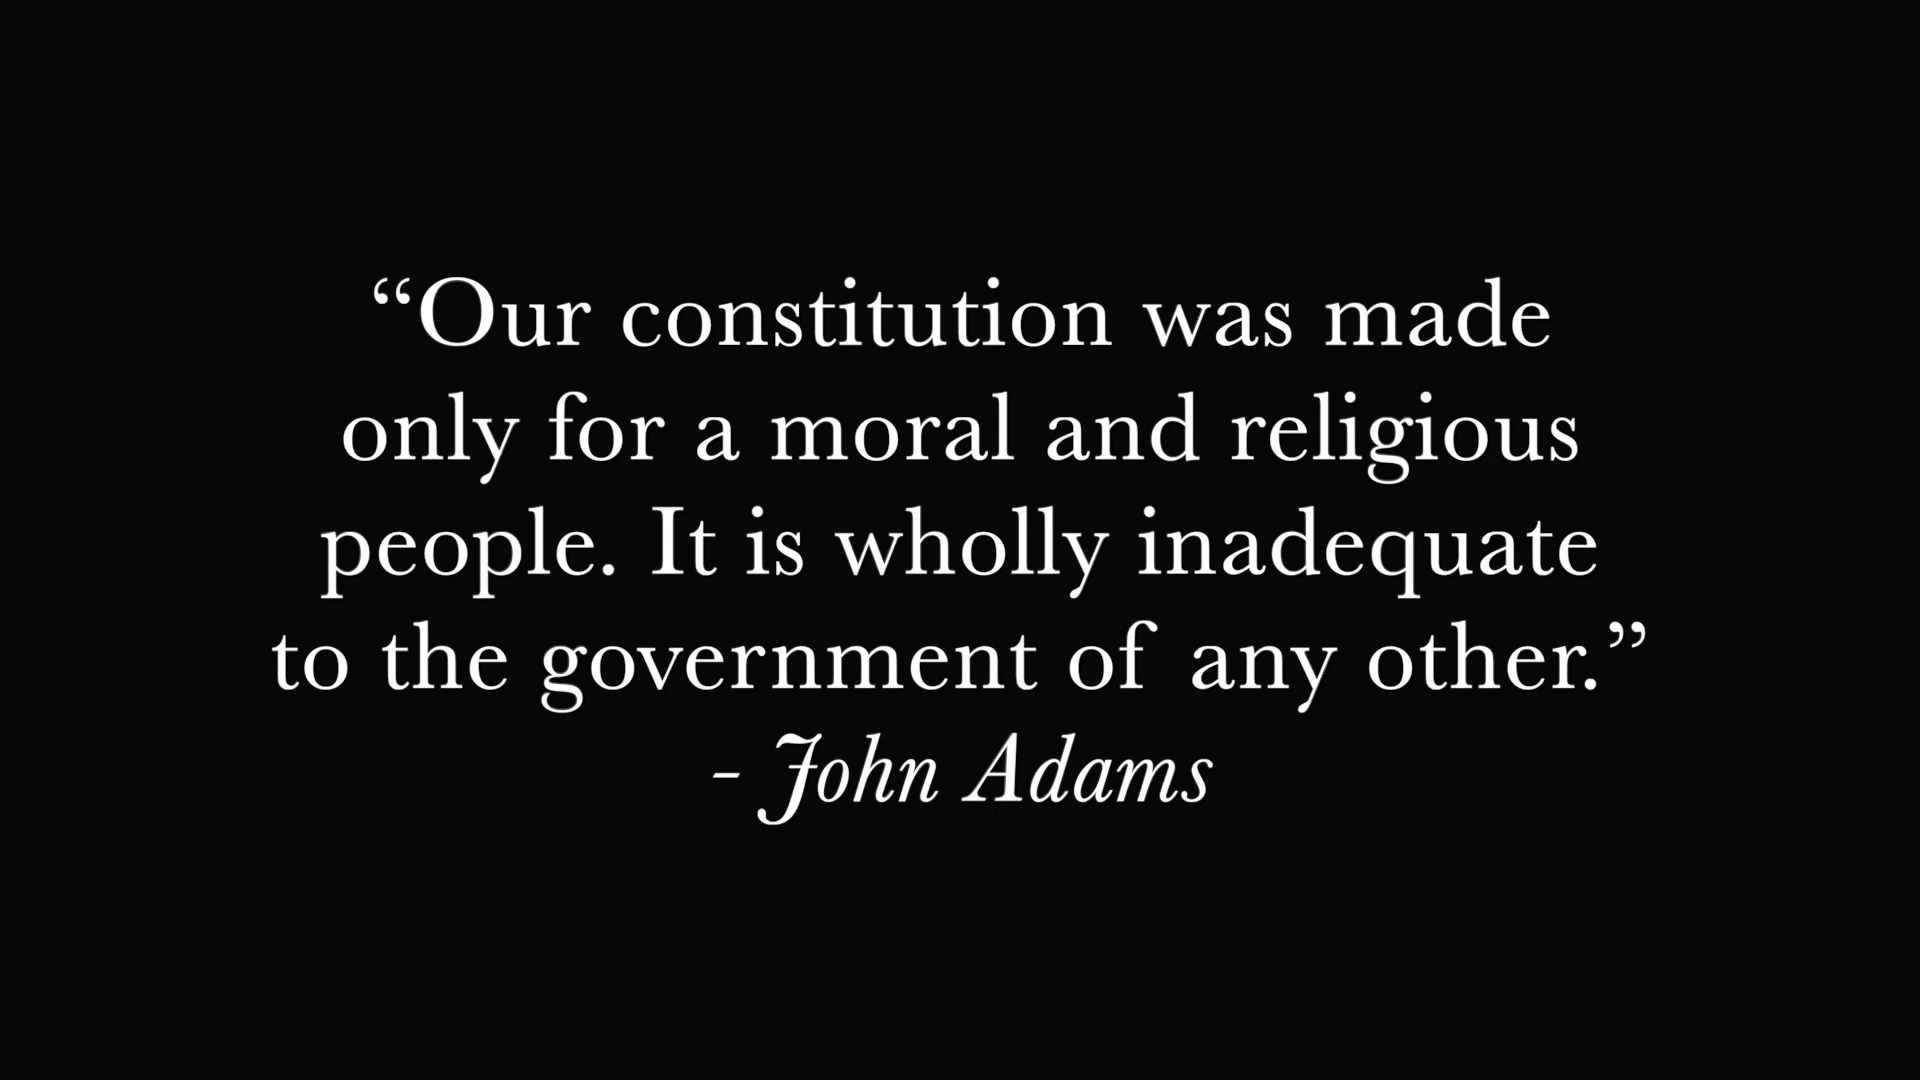 “Our constitution was made
only for a moral and religious
people. It is wholly inadequate
to the government of any other.”
- John Adams